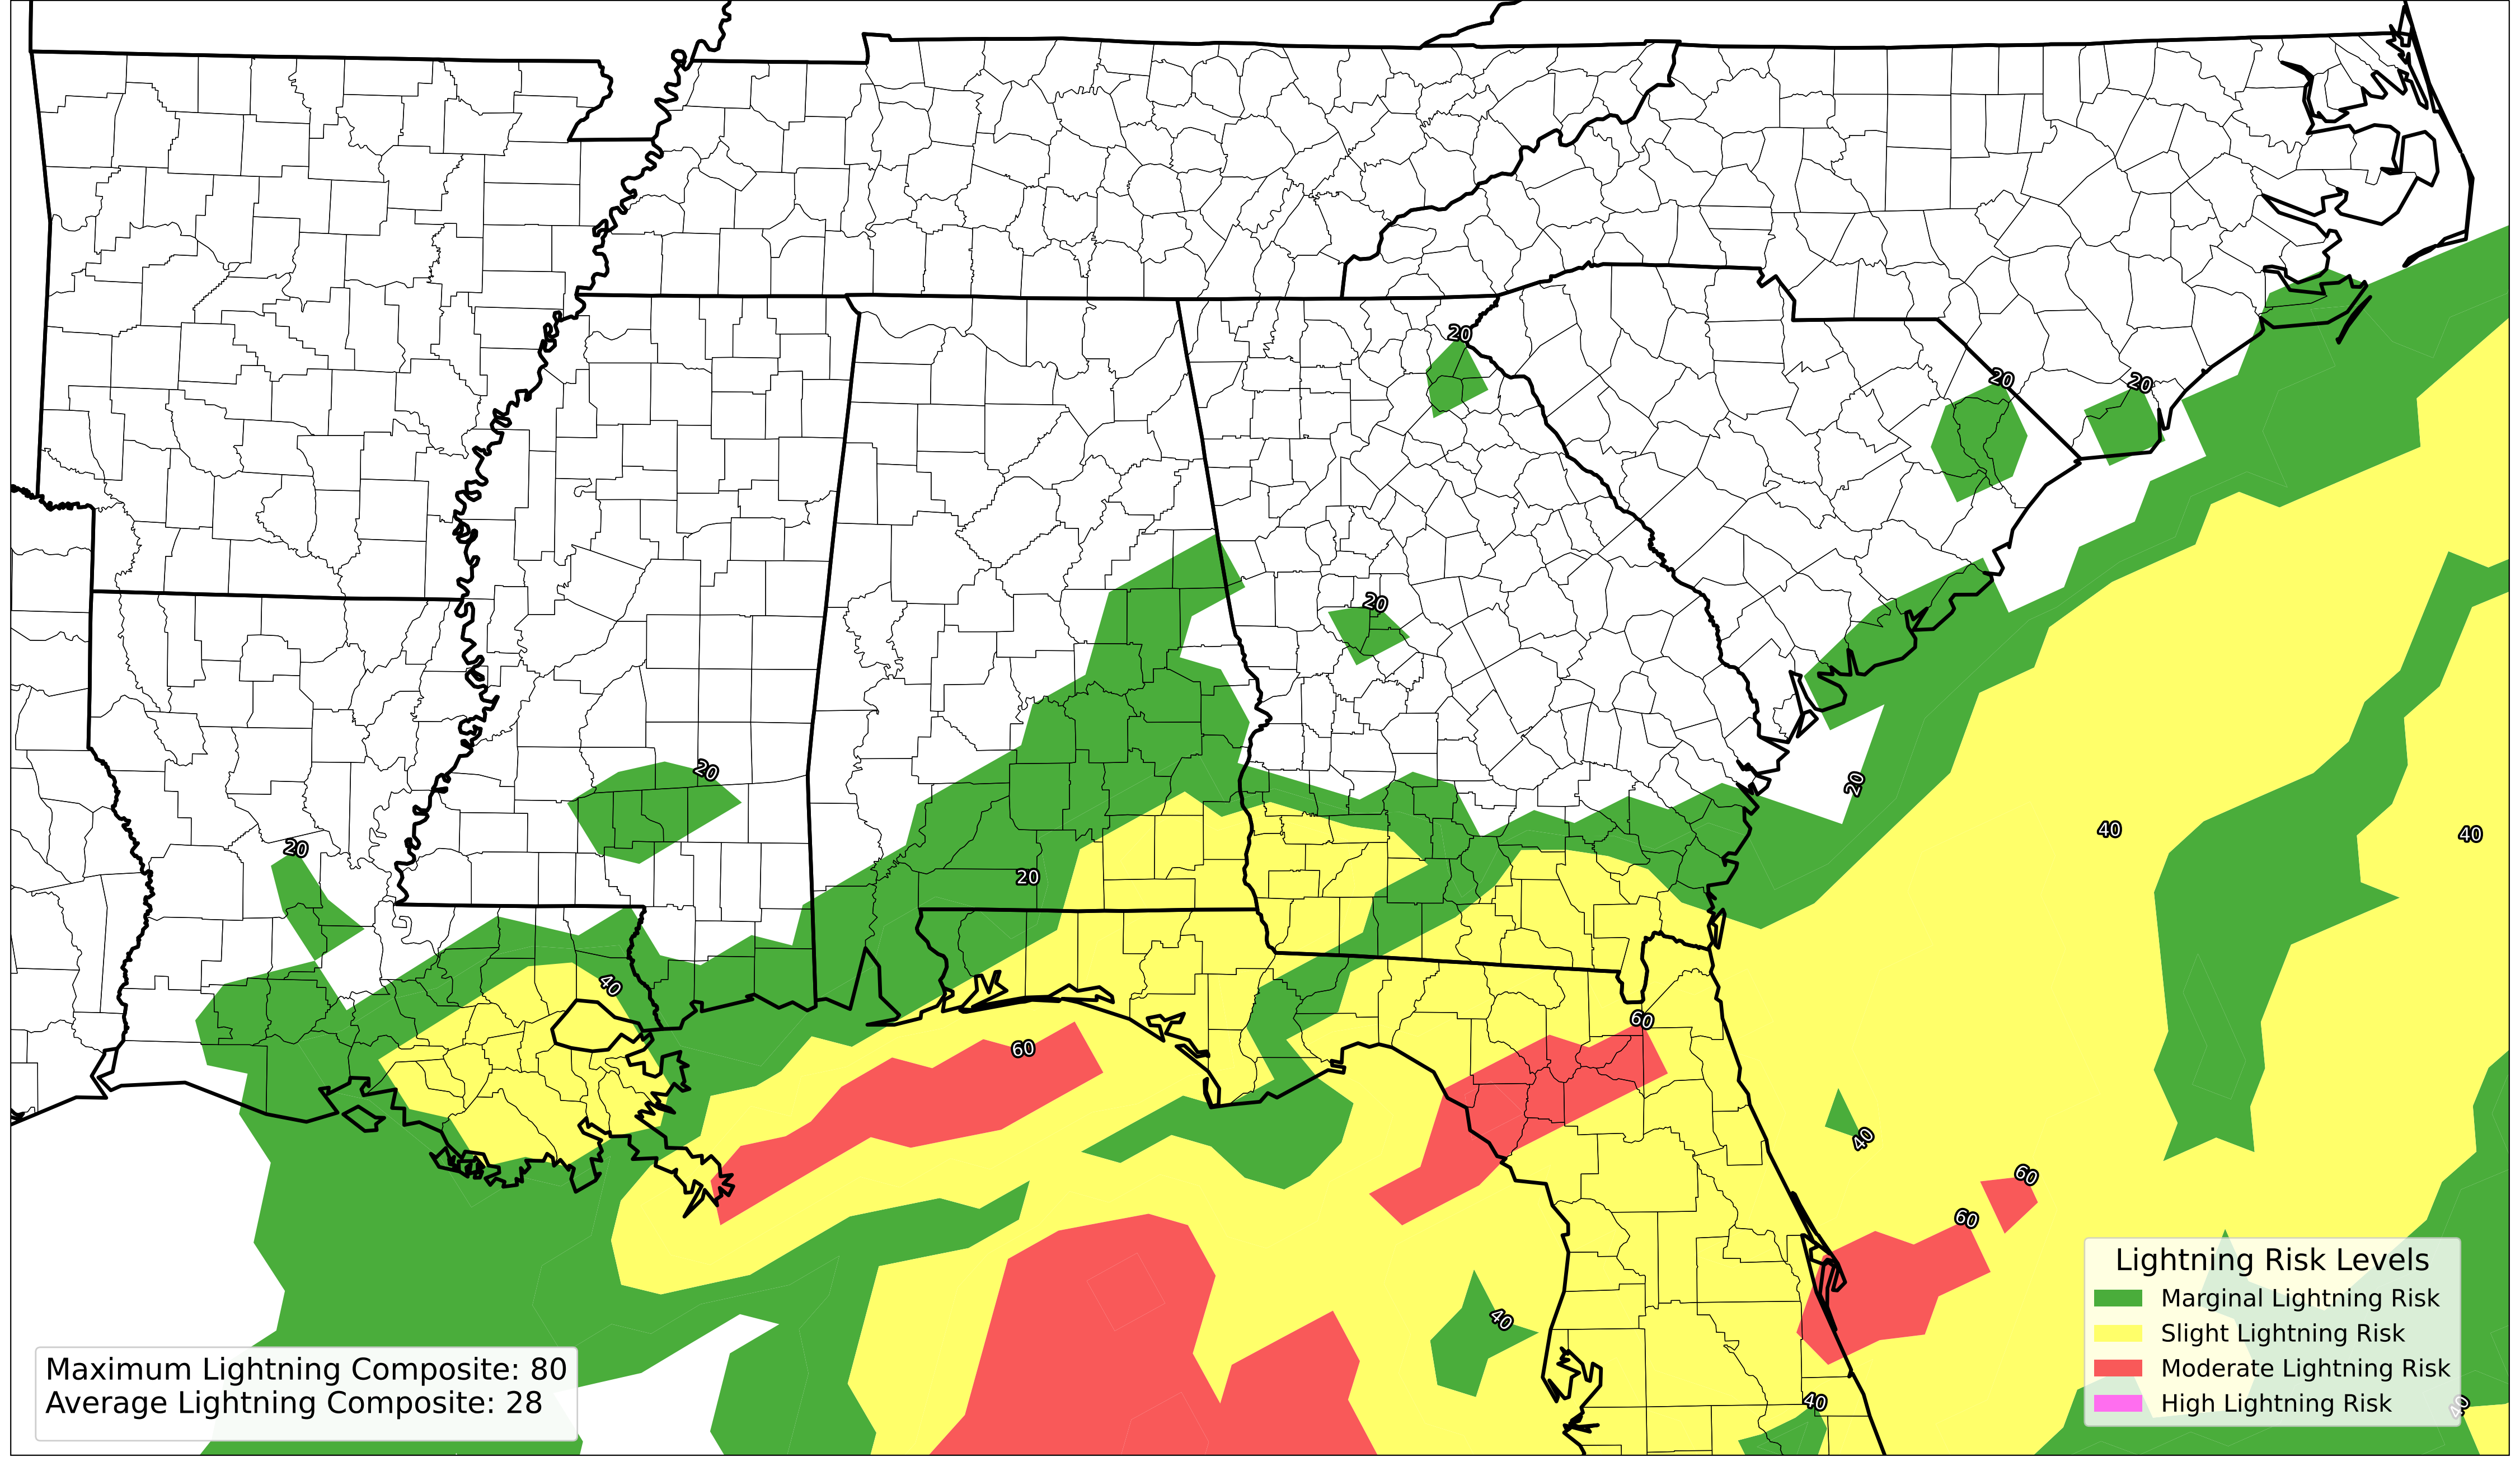 20
20
20
20
20
20
20
20
40
40
20
40
60
60
40
60
60
40
40
40
Lightning Risk Levels
Marginal Lightning Risk
Slight Lightning Risk
Moderate Lightning Risk
High Lightning Risk
Maximum Lightning Composite: 80
Average Lightning Composite: 28